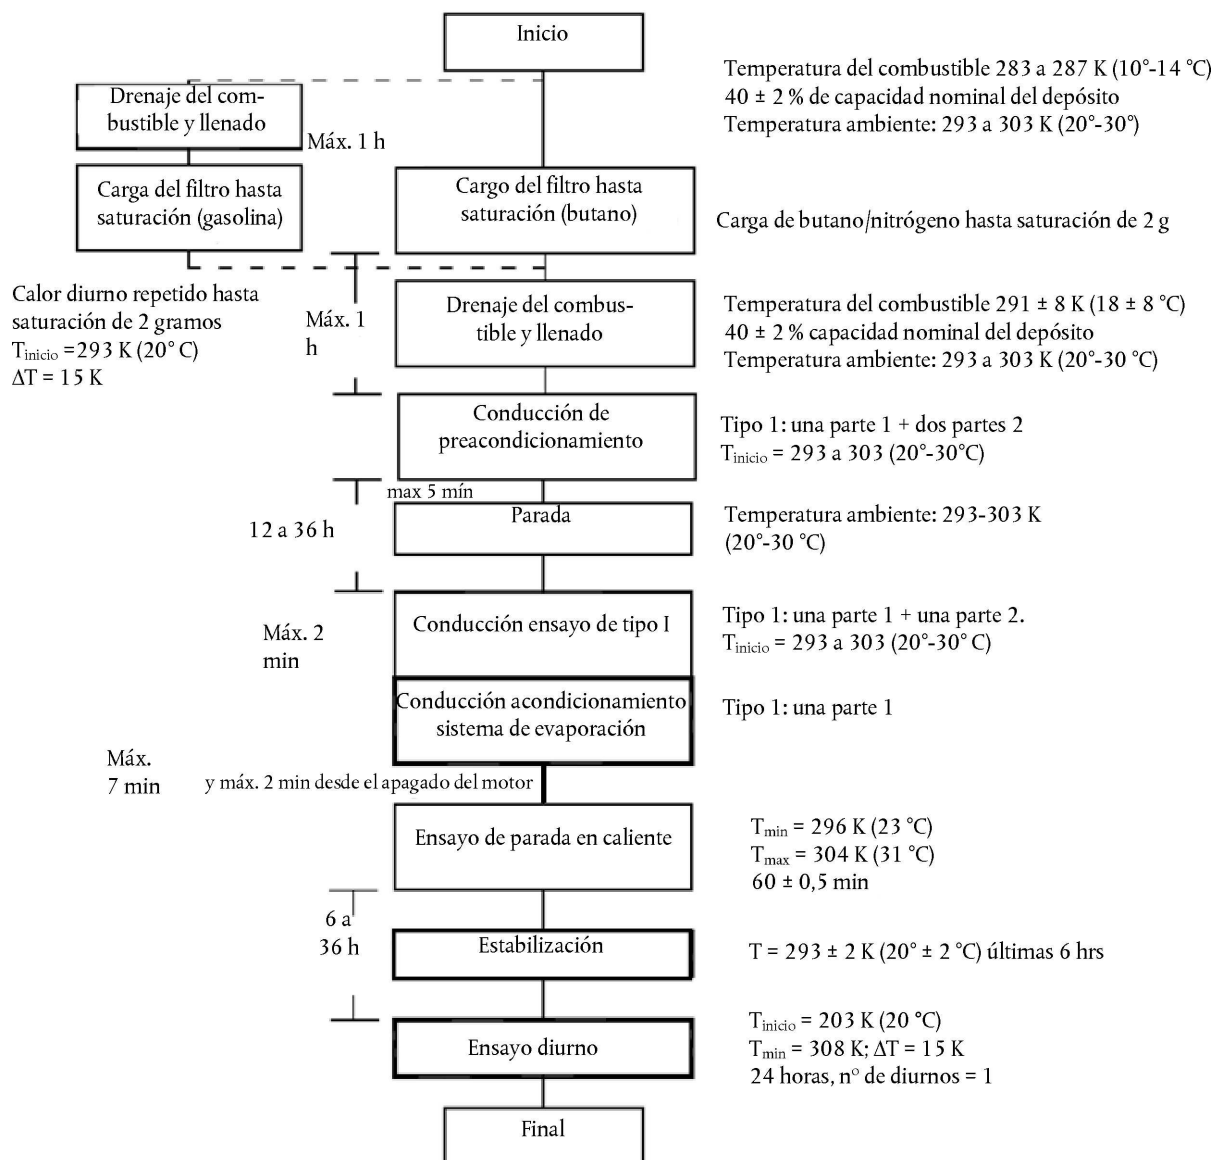 Inicio
Temperatura del combustible 283 a 287 K (10°-14 °C)
40 ± 2 % de capacidad nominal del depósito
Temperatura ambiente: 293 a 303 K (20°-30°)
Drenaje del com-
bustible y llenado
Máx. 1 h
Carga del filtro hasta
saturación (gasolina)
Cargo del filtro hasta
saturación (butano)
Carga de butano/nitrógeno hasta saturación de 2 g
Calor diurno repetido hasta
saturación de 2 gramos
Tinicio =293 K (20° C)
ΔT = 15 K
Máx. 1
h
Drenaje del combus-
tible y llenado
Temperatura del combustible 291 ± 8 K (18 ± 8 °C)
40 ± 2 % capacidad nominal del depósito
Temperatura ambiente: 293 a 303 K (20°-30 °C)
Conducción de
preacondicionamiento
Tipo 1: una parte 1 + dos partes 2
Tinicio = 293 a 303 (20°-30°C)
max 5 mín
12 a 36 h
Parada
Temperatura ambiente: 293-303 K
(20°-30 °C)
Máx. 2
min
Conducción ensayo de tipo I
Tipo 1: una parte 1 + una parte 2.
Tinicio = 293 a 303 (20°-30° C)
Conducción acondicionamiento
sistema de evaporación
Tipo 1: una parte 1
Máx.
7 min
y máx. 2 min desde el apagado del motor
Ensayo de parada en caliente
Tmin = 296 K (23 °C)
Tmax = 304 K (31 °C)
60 ± 0,5 min
6 a
36 h
Estabilización
T = 293 ± 2 K (20° ± 2 °C) últimas 6 hrs
Ensayo diurno
Tinicio = 203 K (20 °C)
Tmin = 308 K; ΔT = 15 K
24 horas, n° de diurnos = 1
Final